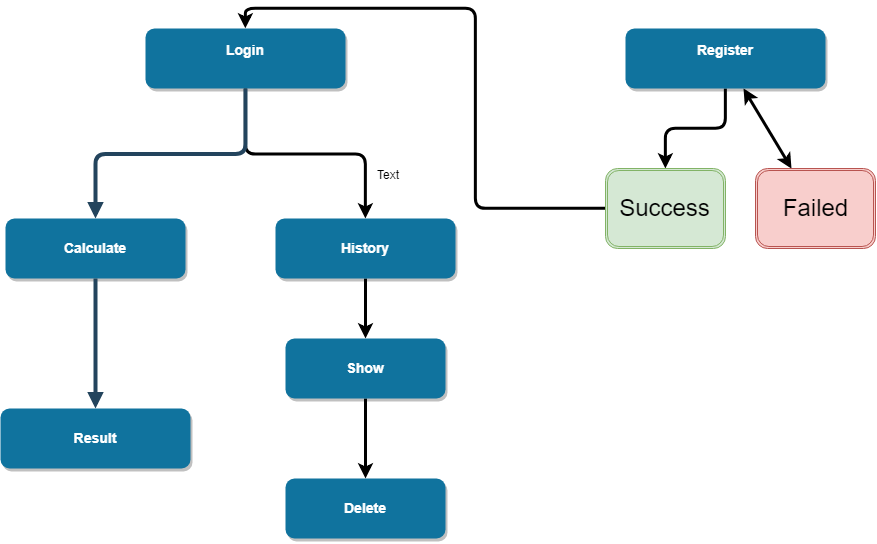 Login
Register
Text
Success
Failed
Calculate
History
Show
Result
Delete